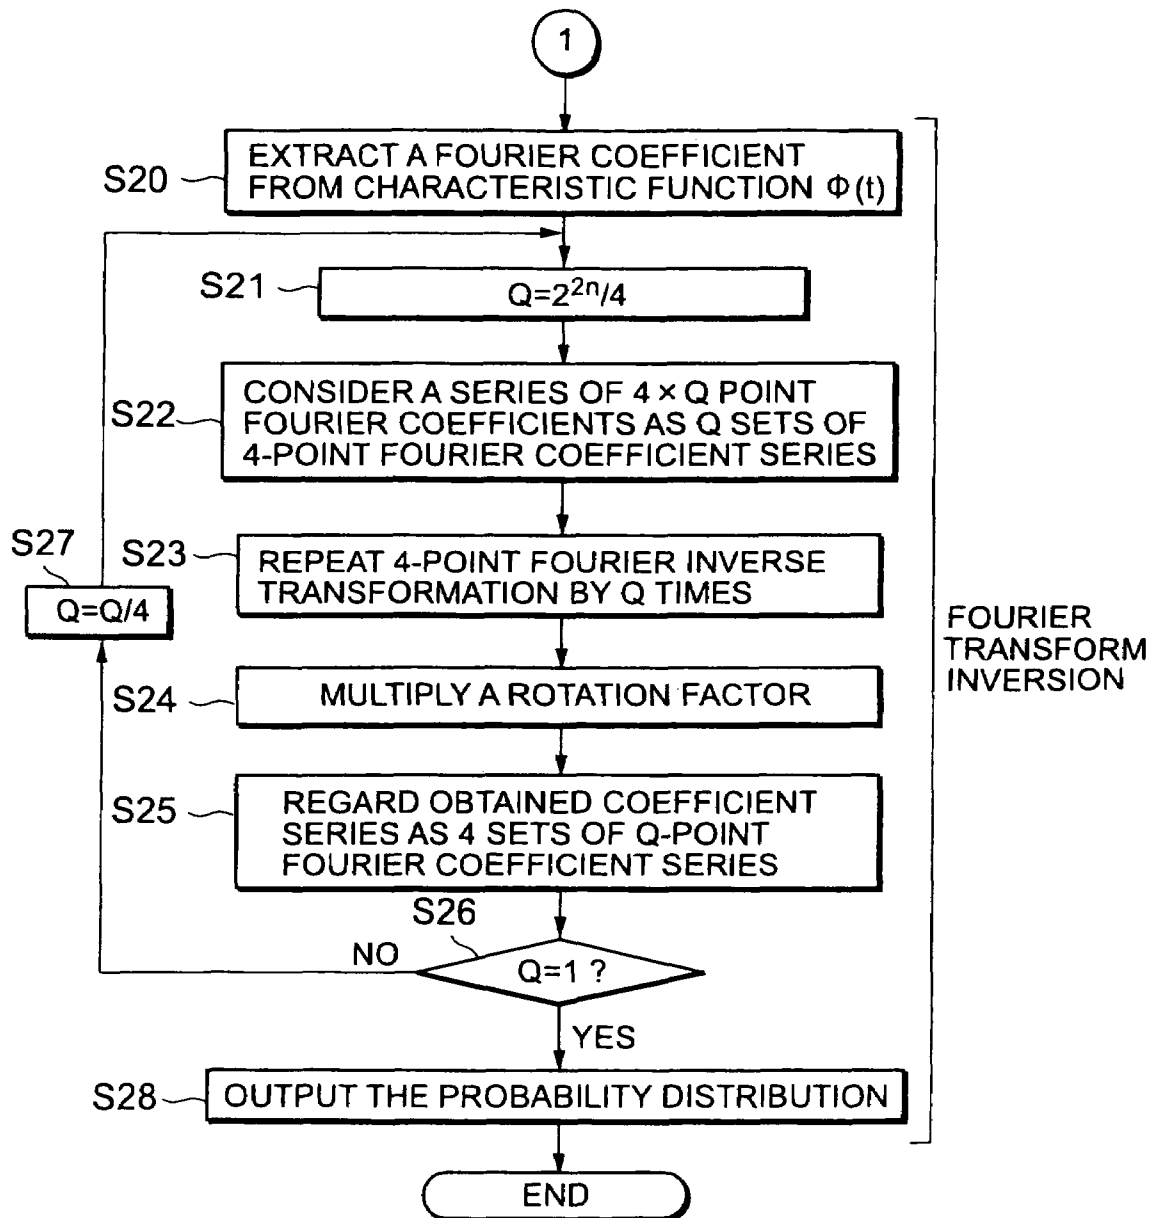 1
S20
EXTRACT A FOURIER COEFFICIENT
FROM CHARACTERISTIC FUNCTION Φ(t)
S21
Q=2^{2n}/4
S22
CONSIDER A SERIES OF 4 × Q POINT
FOURIER COEFFICIENTS AS Q SETS OF
4-POINT FOURIER COEFFICIENT SERIES
S27
Q=Q/4
S23
REPEAT 4-POINT FOURIER INVERSE
TRANSFORMATION BY Q TIMES
S24
MULTIPLY A ROTATION FACTOR
S25
REGARD OBTAINED COEFFICIENT
SERIES AS 4 SETS OF Q-POINT
FOURIER COEFFICIENT SERIES
S26
NO
Q=1 ?
YES
S28
OUTPUT THE PROBABILITY DISTRIBUTION
END
FOURIER
TRANSFORM
INVERSION